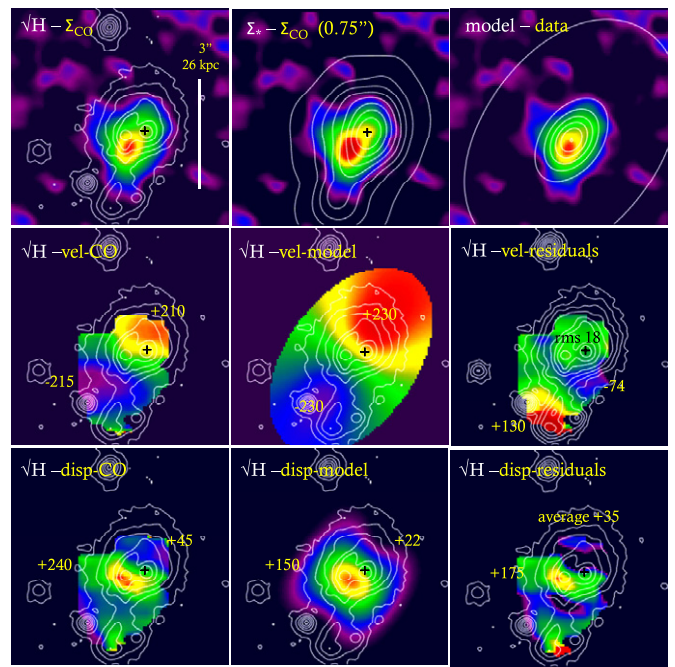 √H – Σ_CO
3”
26 kpc
Σ* – Σ_CO (0.75”)
model – data
√H –vel-CO
+210
-215
√H –vel-model
+230
-230
√H –vel-residuals
rms 18
-74
+130
√H –disp-CO
+45
+240
√H –disp-model
+22
+150
√H –disp-residuals
average +35
+175